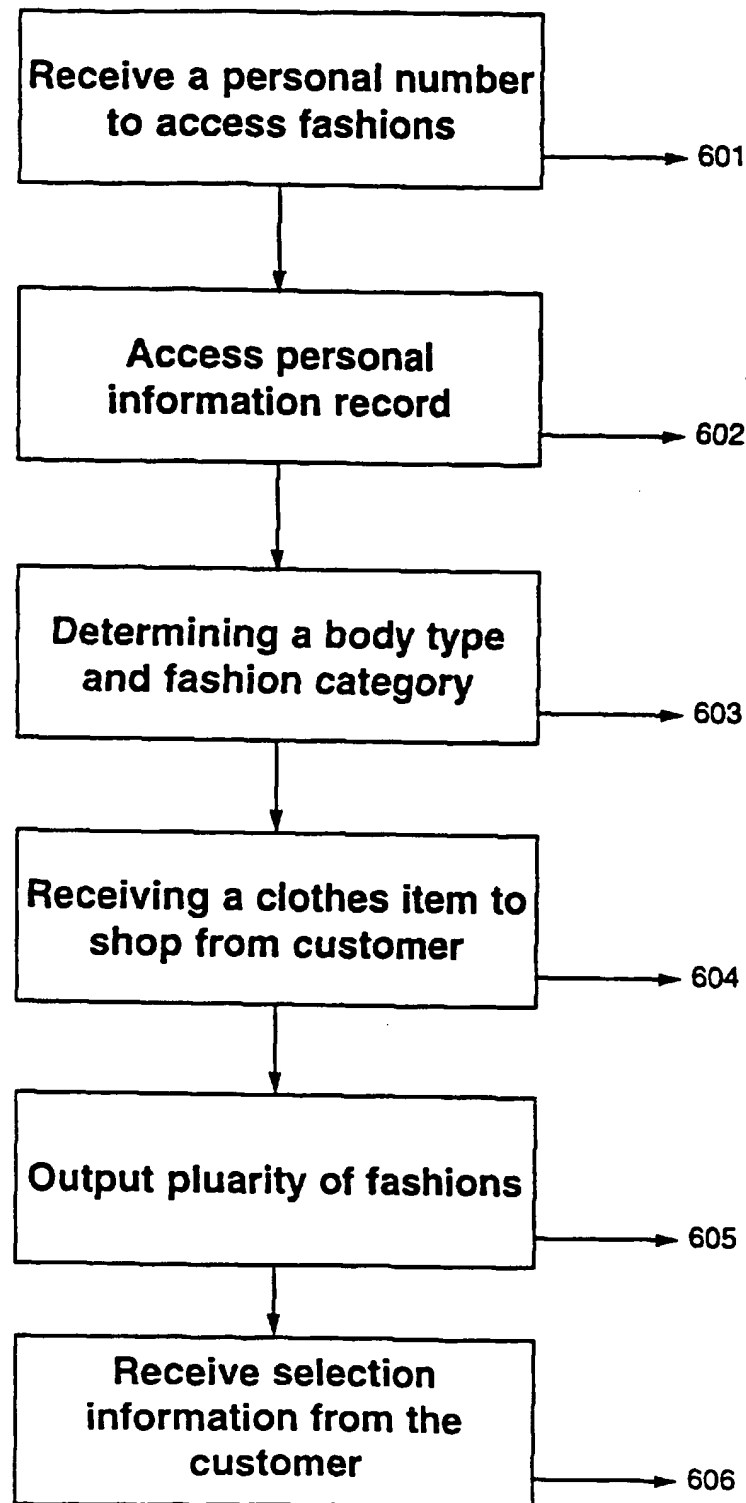 Receive a personal number
to access fashions
601
Access personal
information record
602
Determining a body type
and fashion category
603
Receiving a clothes item to
shop from customer
604
Output pluarity of fashions
605
Receive selection
information from the
customer
606